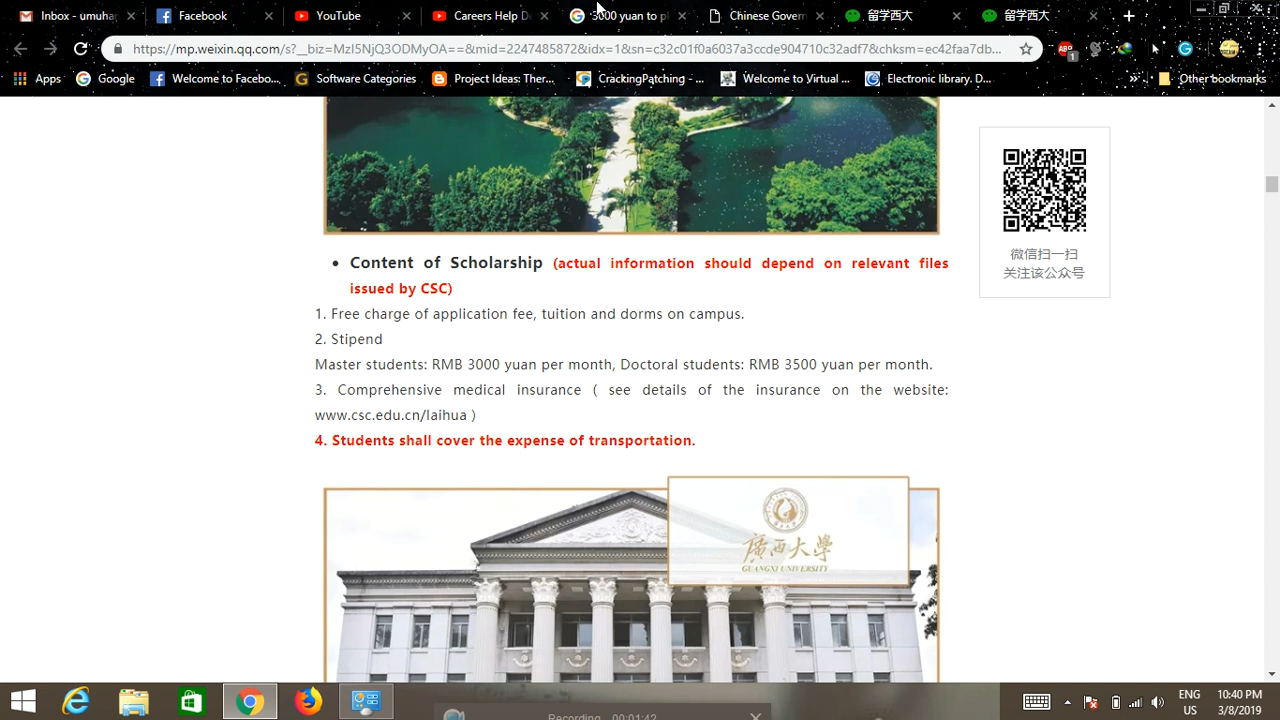 Inbox - umuha
Facebook
YouTube
Careers Help D
3000 yuan to p
Chinese Govern
留学西大
留学西大
https://mp.weixin.qq.com/s?__biz=MzI5NjQ3ODMyOA==&mid=2247485872&idx=1&sn=c32c01f0a6037a3ccde904710c32adf7&chksm=ec42faa7db...
ABP
1
Apps
Google
Welcome to Facebo...
Software Categories
Project Ideas: Ther...
CrackingPatching - ...
Welcome to Virtual ...
Electronic library. D...
Other bookmarks
微信扫一扫
关注该公众号
• Content of Scholarship (actual information should depend on relevant files
issued by CSC)
1. Free charge of application fee, tuition and dorms on campus.
2. Stipend
Master students: RMB 3000 yuan per month, Doctoral students: RMB 3500 yuan per month.
3. Comprehensive medical insurance ( see details of the insurance on the website:
www.csc.edu.cn/laihua )
4. Students shall cover the expense of transportation.
廣西大學
GUANGXI UNIVERSITY
Recording 00:01:42
ENG
US
10:40 PM
3/8/2019